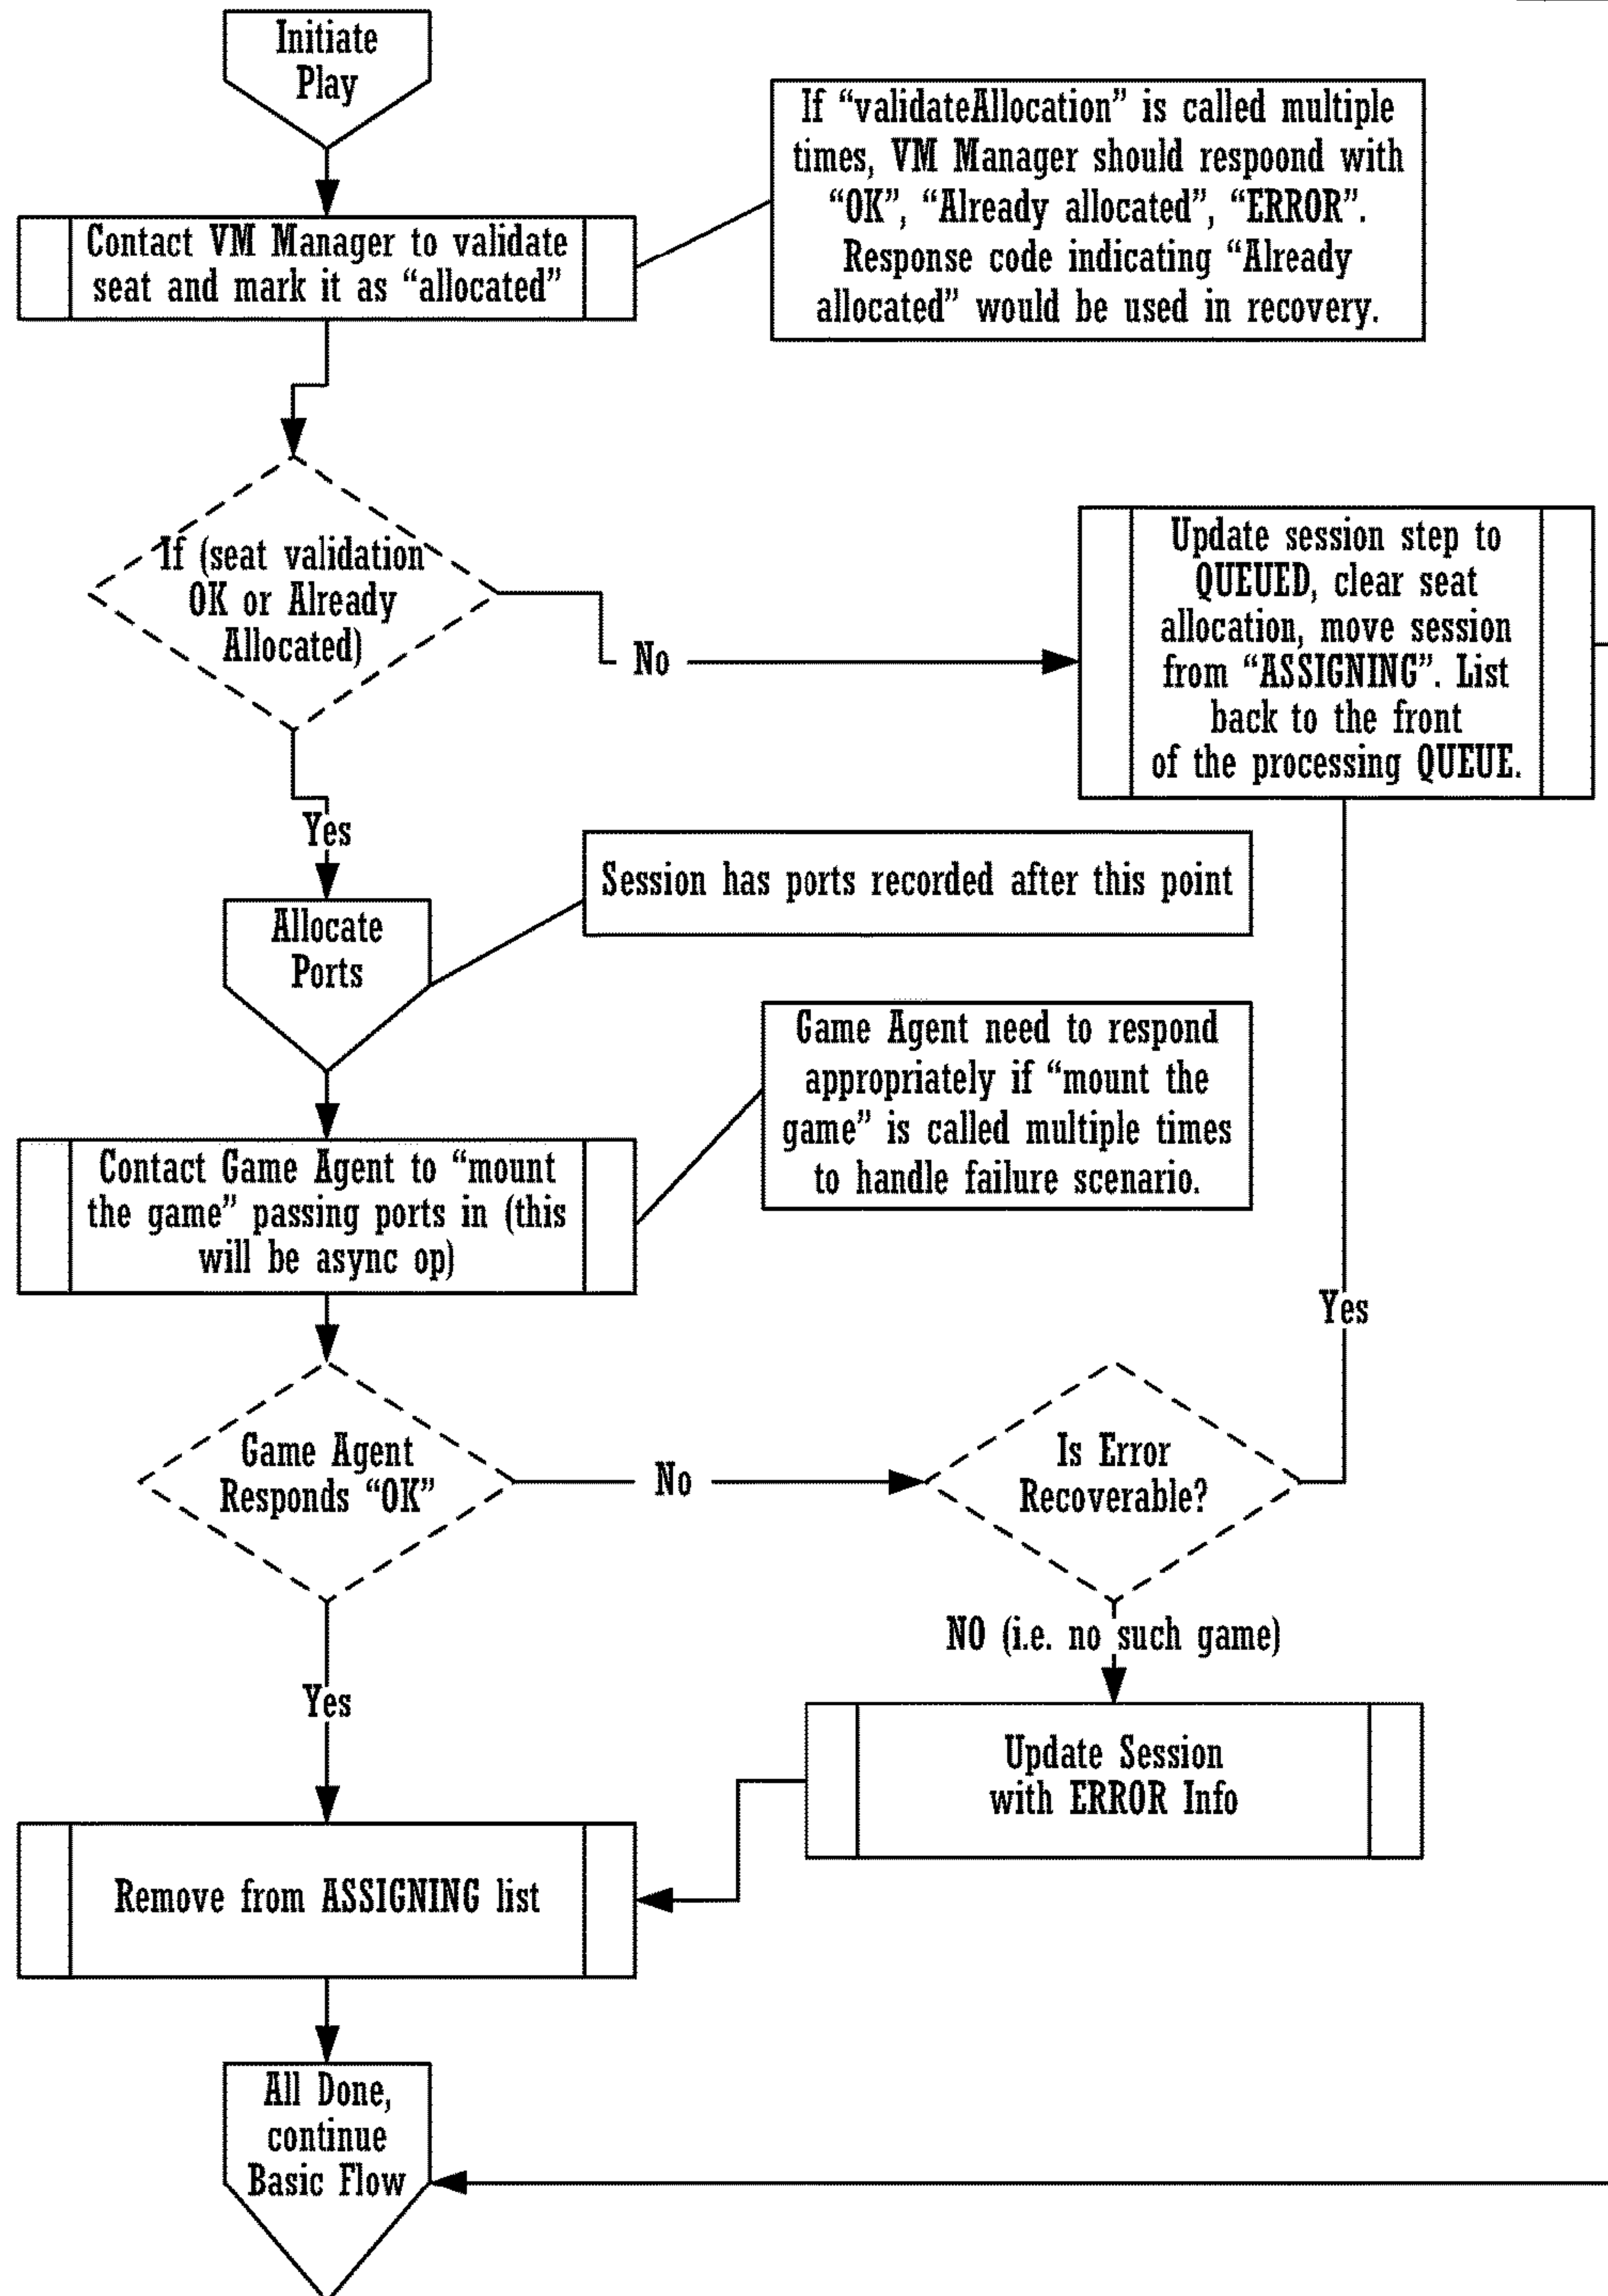 Initiate
Play
If “validateAllocation” is called multiple
times, VM Manager should respoond with
“OK”, “Already allocated”, “ERROR”.
Response code indicating “Already
allocated” would be used in recovery.
Contact VM Manager to validate
seat and mark it as “allocated”
If (seat validation
OK or Already
Allocated)
No
Update session step to
QUEUED, clear seat
allocation, move session
from “ASSIGNING”. List
back to the front
of the processing QUEUE.
Yes
Session has ports recorded after this point
Allocate
Ports
Game Agent need to respond
appropriately if “mount the
game” is called multiple times
to handle failure scenario.
Contact Game Agent to “mount
the game” passing ports in (this
will be async op)
Yes
Game Agent
Responds “OK”
No
Is Error
Recoverable?
NO (i.e. no such game)
Yes
Update Session
with ERROR Info
Remove from ASSIGNING list
All Done,
continue
Basic Flow